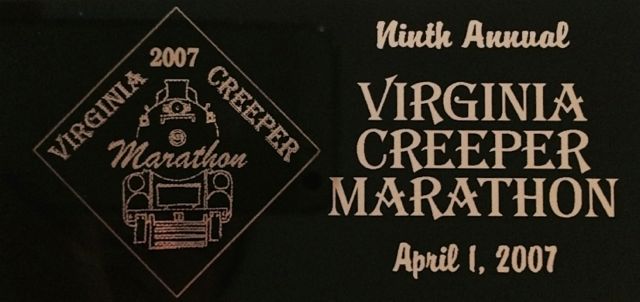 2007
VIRGINIA CREEPER
Marathon
Ninth Annual
VIRGINIA
CREEPER
MARATHON
April 1, 2007